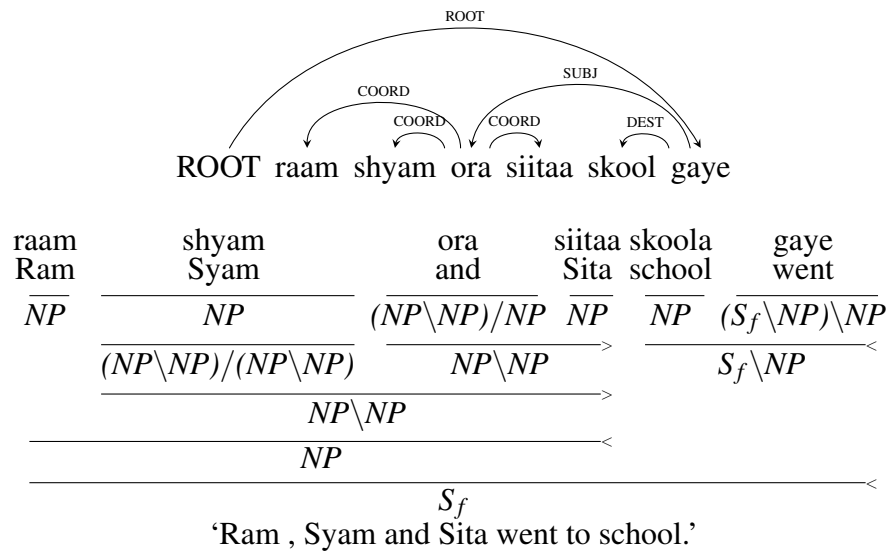 ROOT
SUBJ
COORD
COORD COORD DEST
ROOT raam shyam ora siitaa skool gaye
raam shyam ora siitaa skoola gaye
Ram Syam and Sita school went
NP NP (NP\NP)/NP NP NP (S_f\NP)\NP
> <
(NP\NP)/(NP\NP) NP\NP S_f\NP
>
NP\NP
<
NP
<
S_f
‘Ram , Syam and Sita went to school.’